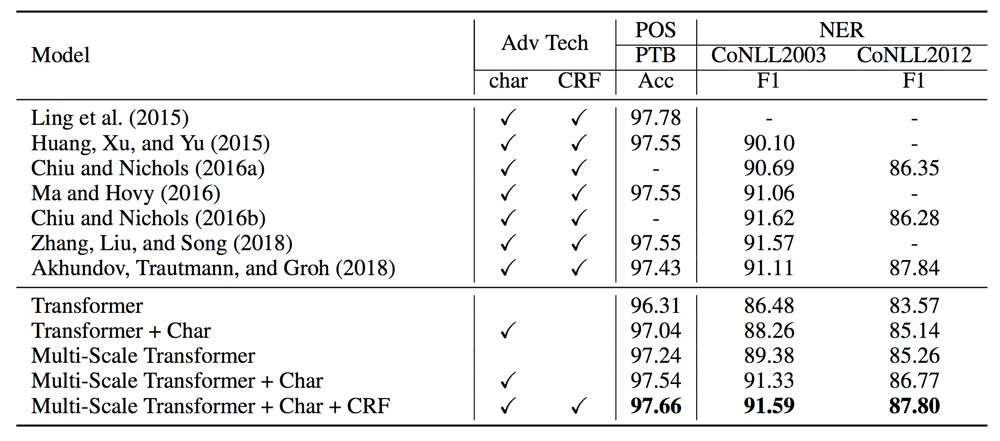 Model Adv Tech POS NER
PTB CoNLL2003 CoNLL2012
char CRF Acc F1 F1
Ling et al. (2015) ✓ ✓ 97.78 - -
Huang, Xu, and Yu (2015) ✓ ✓ 97.55 90.10 -
Chiu and Nichols (2016a) ✓ ✓ - 90.69 86.35
Ma and Hovy (2016) ✓ ✓ 97.55 91.06 -
Chiu and Nichols (2016b) ✓ ✓ - 91.62 86.28
Zhang, Liu, and Song (2018) ✓ ✓ 97.55 91.57 -
Akhundov, Trautmann, and Groh (2018) ✓ ✓ 97.43 91.11 87.84
Transformer 96.31 86.48 83.57
Transformer + Char ✓ 97.04 88.26 85.14
Multi-Scale Transformer 97.24 89.38 85.26
Multi-Scale Transformer + Char ✓ 97.54 91.33 86.77
Multi-Scale Transformer + Char + CRF ✓ ✓ 97.66 91.59 87.80